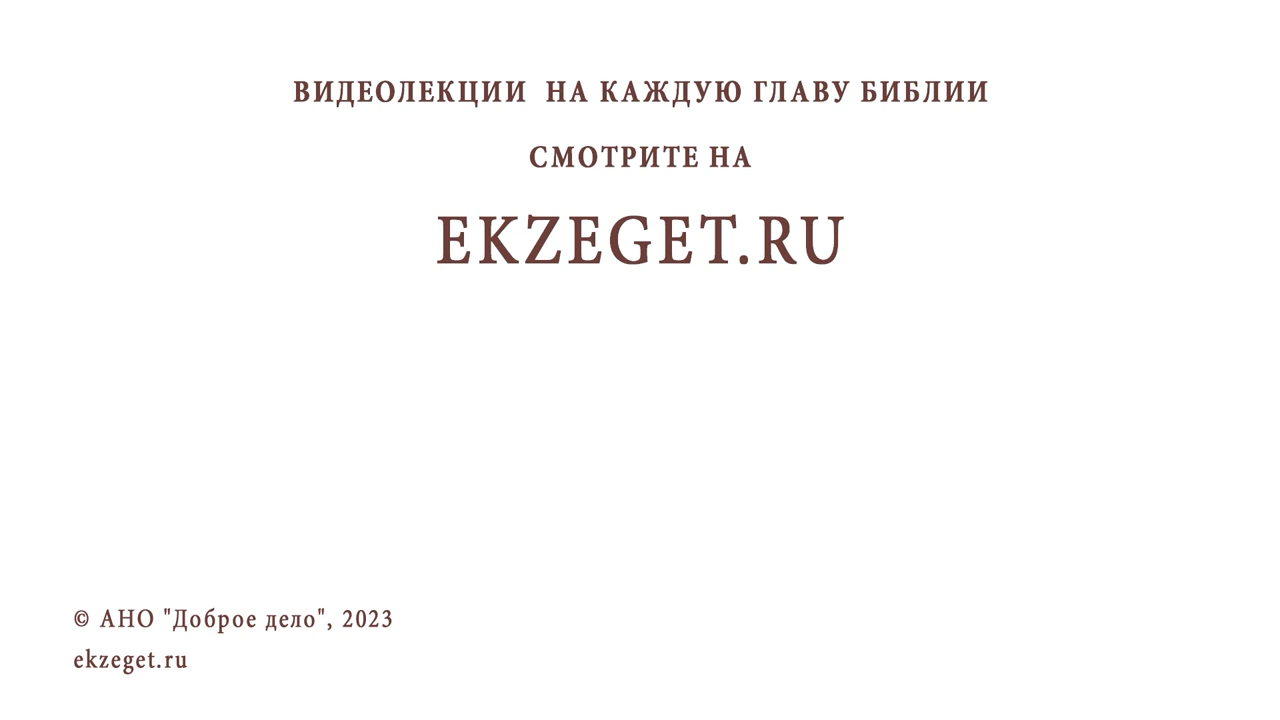 ВИДЕОЛЕКЦИИ НА КАЖДУЮ ГЛАВУ БИБЛИИ
СМОТРИТЕ НА
EKZEGET.RU
© АНО "Доброе дело", 2023
ekzeget.ru